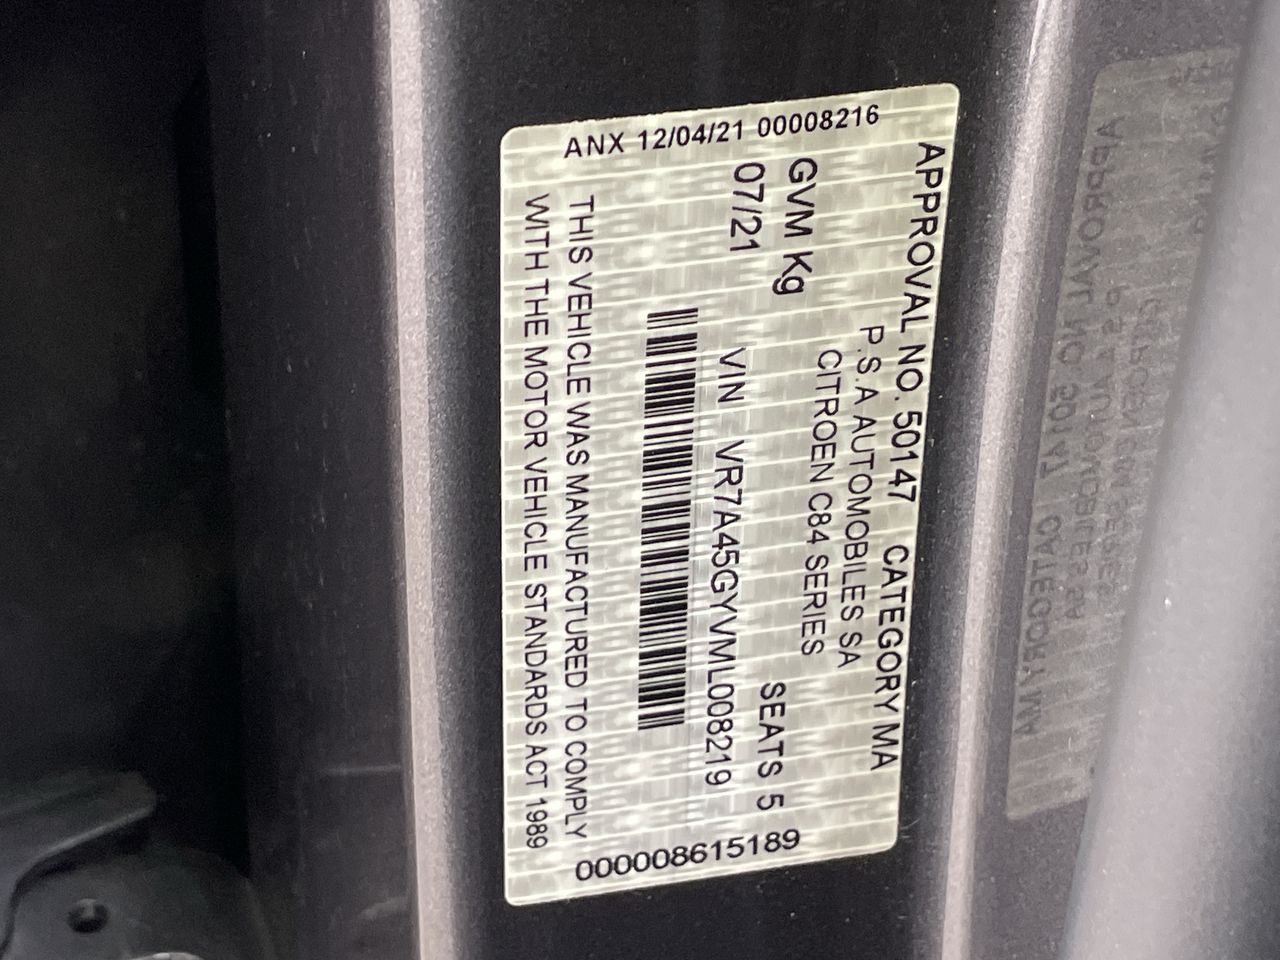 ANX 12/04/21 00008216
APPROVAL NO. 50147 CATEGORY MA
P.S.A AUTOMOBILES SA
CITROEN C84 SERIES
GVM Kg SEATS 5
07/21 VIN VR7A45GYVML008219
THIS VEHICLE WAS MANUFACTURED TO COMPLY
WITH THE MOTOR VEHICLE STANDARDS ACT 1989
000008615189